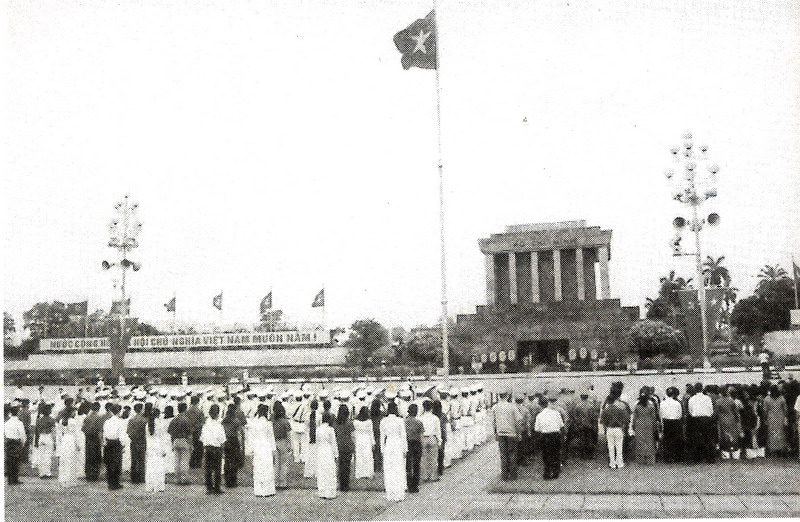 NƯỚC CỘNG HỘI CHỦ NGHĨA VIỆT NAM MUÔN NĂM !